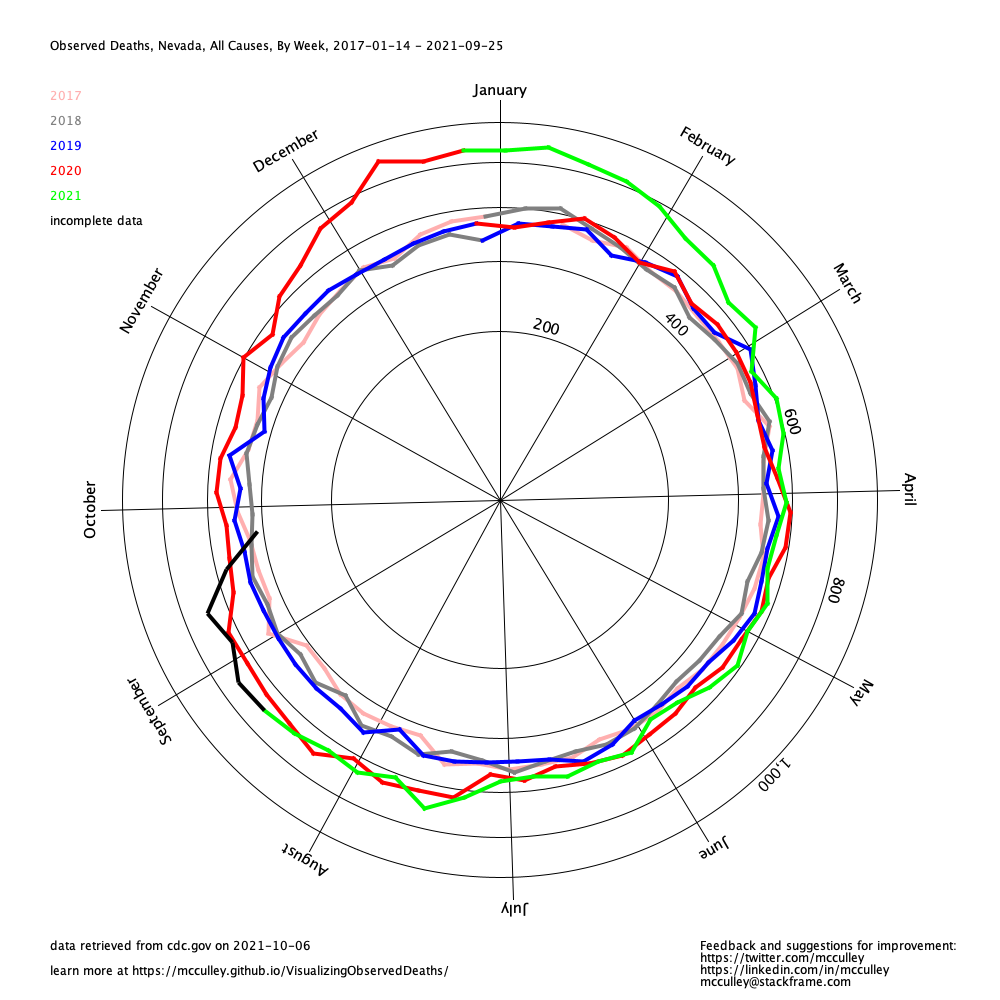 Observed Deaths, Nevada, All Causes, By Week, 2017-01-14 - 2021-09-25
2017
2018
2019
2020
2021
incomplete data
January
February
March
April
May
June
July
August
September
October
November
December
200
400
600
800
1,000
data retrieved from cdc.gov on 2021-10-06
learn more at https://mcculley.github.io/VisualizingObservedDeaths/
Feedback and suggestions for improvement:
https://twitter.com/mcculley
https://linkedin.com/in/mcculley
mcculley@stackframe.com